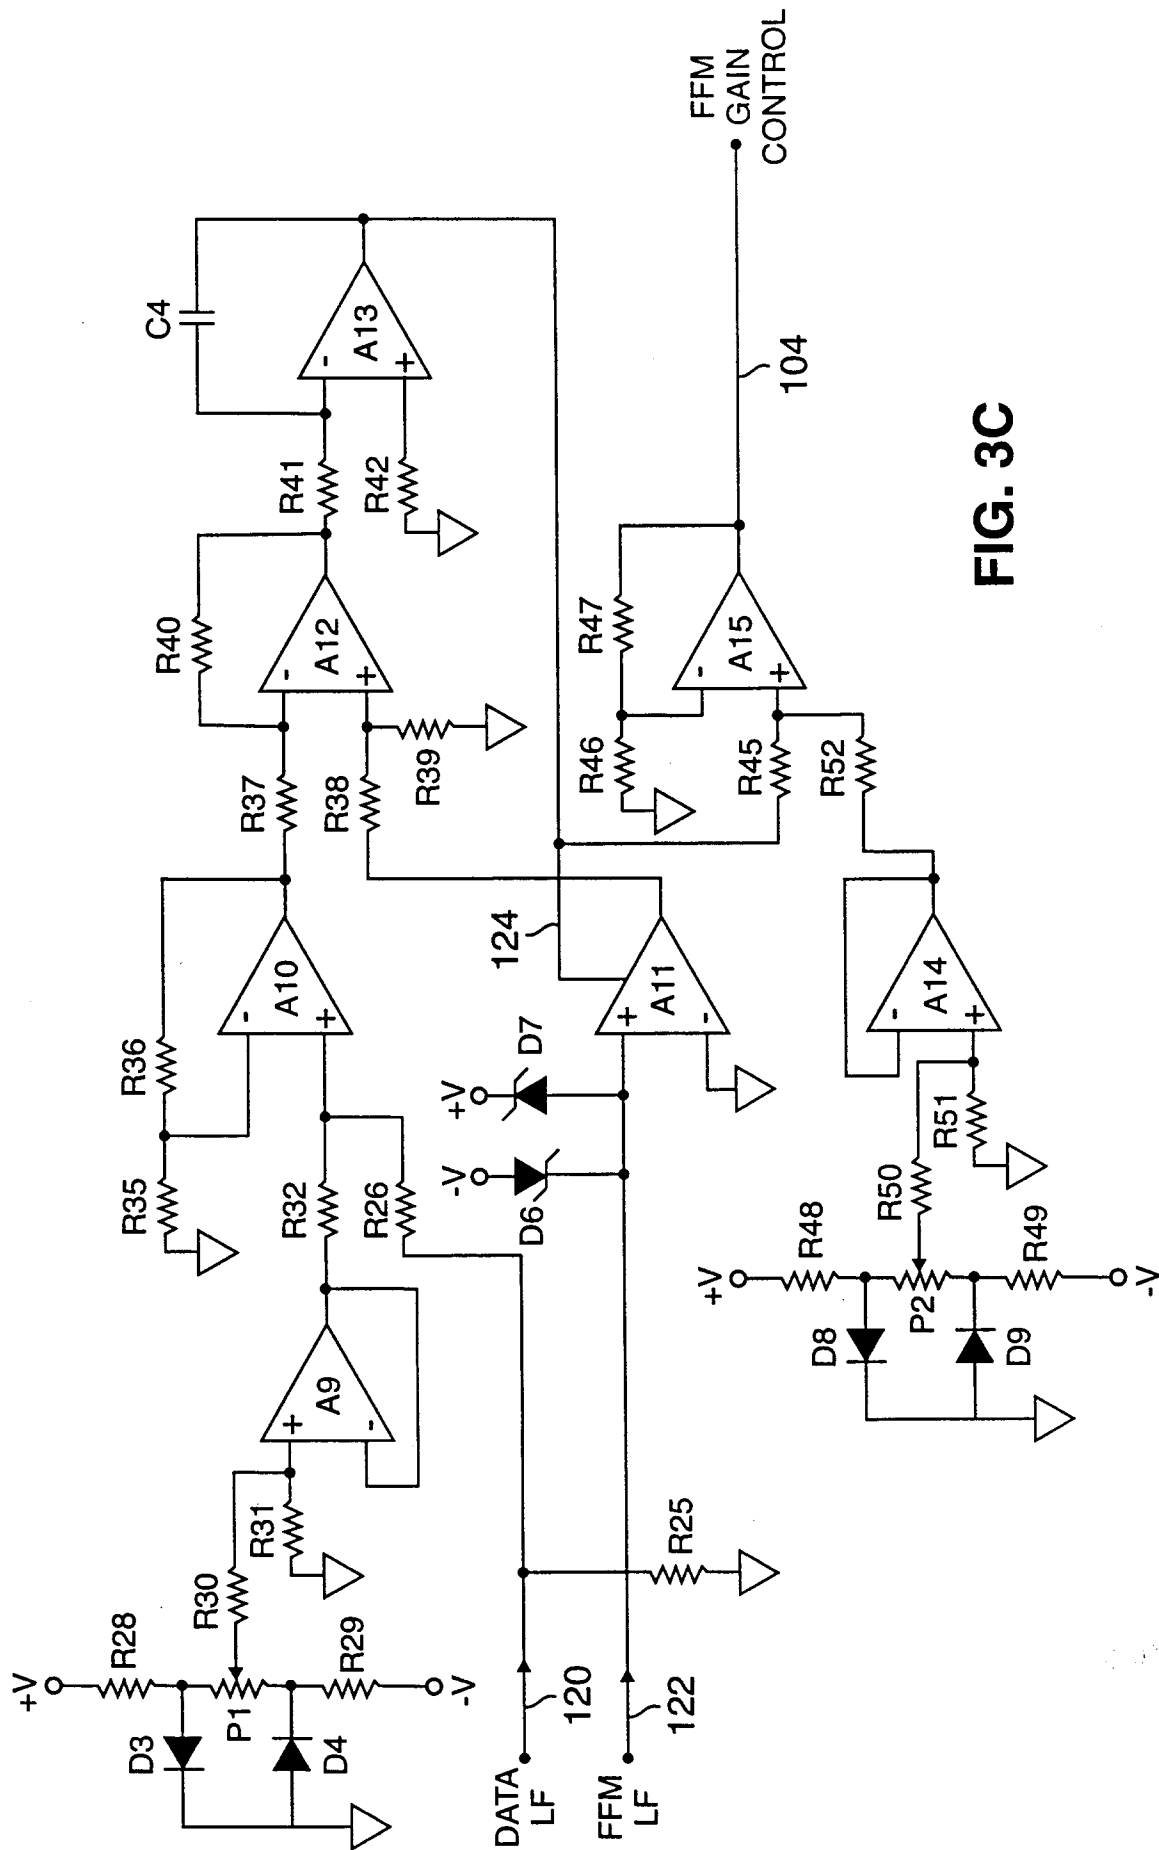 C4
R40
R41
-
A13
+
R42
R36
R37
-
A12
+
R35
-
A10
+
R38
R39
R32
R26
A9
+
-
R30
R31
+V
R28
D3
P1
D4
R29
-V
DATA
LF
120
FFM
LF
122
R25
-V
D6
+V
D7
124
+
A11
-
R47
R46
-
A15
+
R45
R52
FFM
GAIN
CONTROL
104
+V
R48
D8
P2
D9
R49
-V
R50
R51
-
A14
+
FIG. 3C